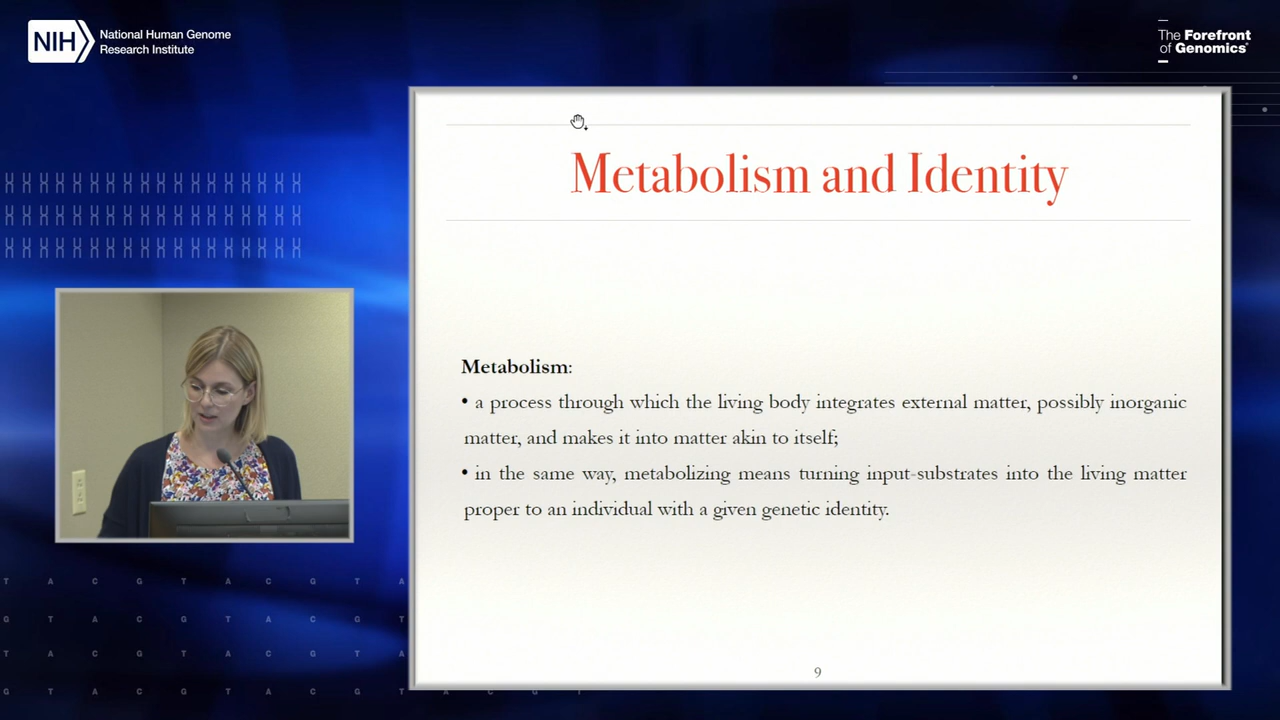 NIH
National Human Genome
Research Institute
The Forefront
of Genomics®
Metabolism and Identity
Metabolism:
• a process through which the living body integrates external matter, possibly inorganic
matter, and makes it into matter akin to itself;
• in the same way, metabolizing means turning input-substrates into the living matter
proper to an individual with a given genetic identity.
9
T A C G T A C G T A
G T A C G T A C G T
T A C G T A C G T A
G T A C G T A C G T A C G T